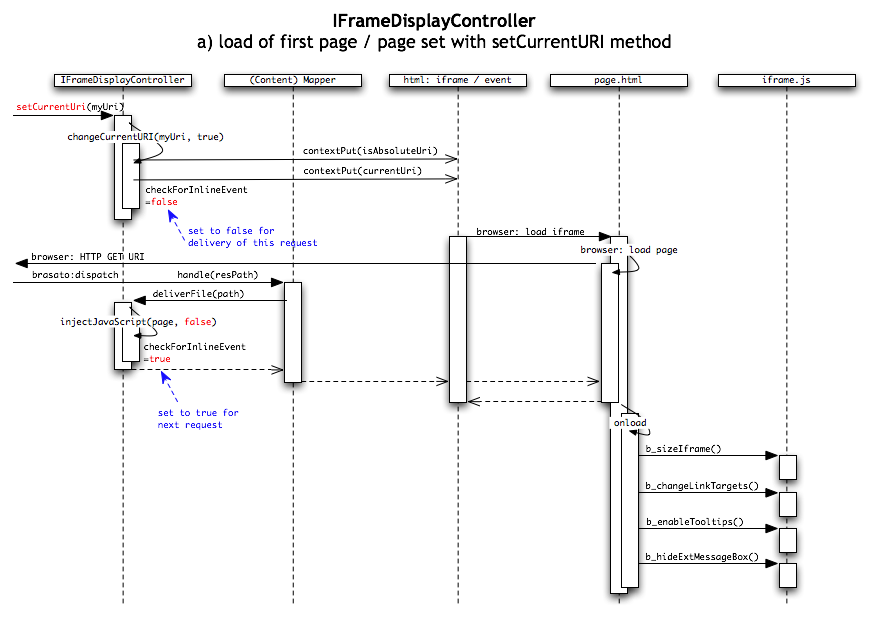 IFrameDisplayController
a) load of first page / page set with setCurrentURI method
IFrameDisplayController
(Content) Mapper
html: iframe / event
page.html
iframe.js
setCurrentUri(myUri)
changeCurrentURI(myUri, true)
contextPut(isAbsoluteUri)
contextPut(currentUri)
checkForInlineEvent
=false
set to false for
delivery of this request
browser: load iframe
browser: load page
browser: HTTP GET URI
brasato:dispatch
handle(resPath)
deliverFile(path)
injectJavaScript(page, false)
checkForInlineEvent
=true
set to true for
next request
onload
b_sizeIframe()
b_changeLinkTargets()
b_enableTooltips()
b_hideExtMessageBox()